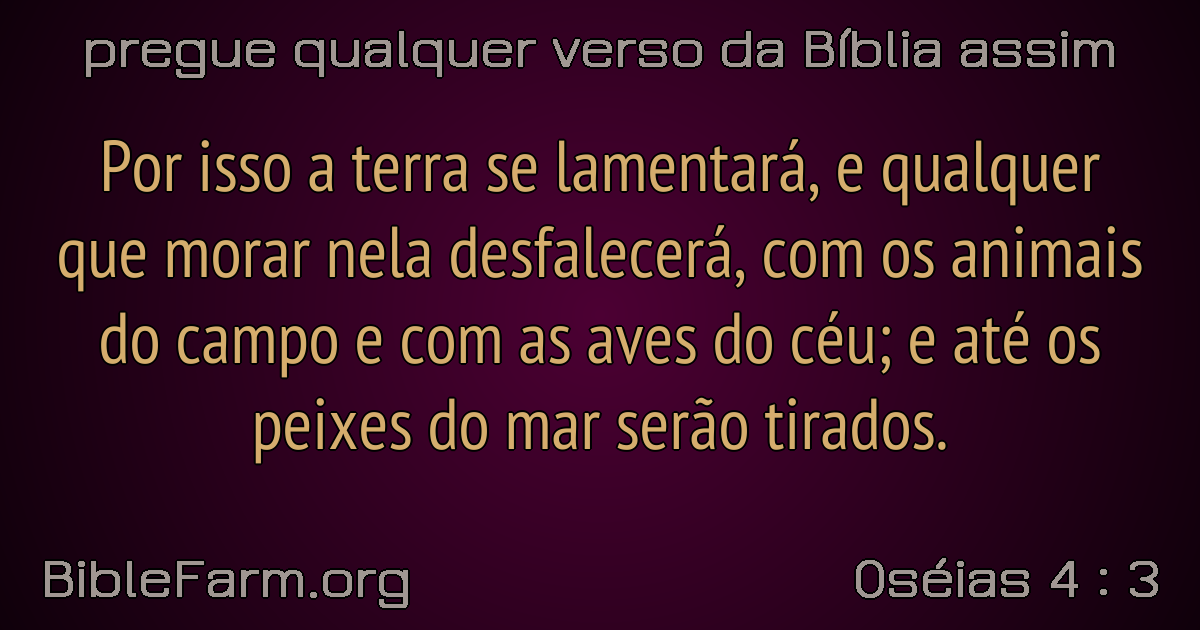 pregue qualquer verso da Bíblia assim
Por isso a terra se lamentará, e qualquer
que morar nela desfalecerá, com os animais
do campo e com as aves do céu; e até os
peixes do mar serão tirados.
BibleFarm.org
Oséias 4 : 3